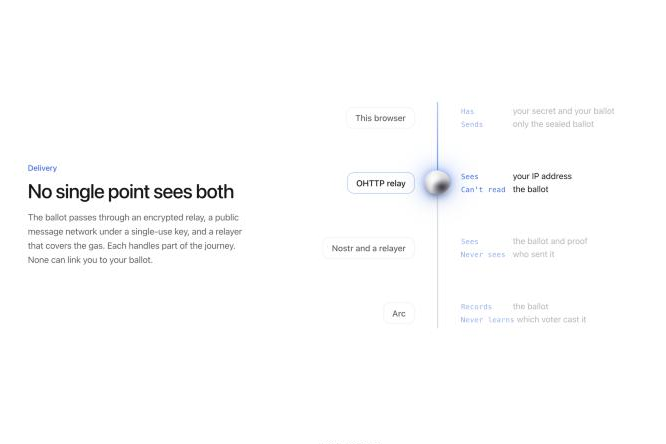 Delivery
No single point sees both
The ballot passes through an encrypted relay, a public
message network under a single-use key, and a relayer
that covers the gas. Each handles part of the journey.
None can link you to your ballot.
This browser
Has your secret and your ballot
Sends only the sealed ballot
OHTTP relay
Sees your IP address
Can't read the ballot
Nostr and a relayer
Sees the ballot and proof
Never sees who sent it
Arc
Records the ballot
Never learns which voter cast it